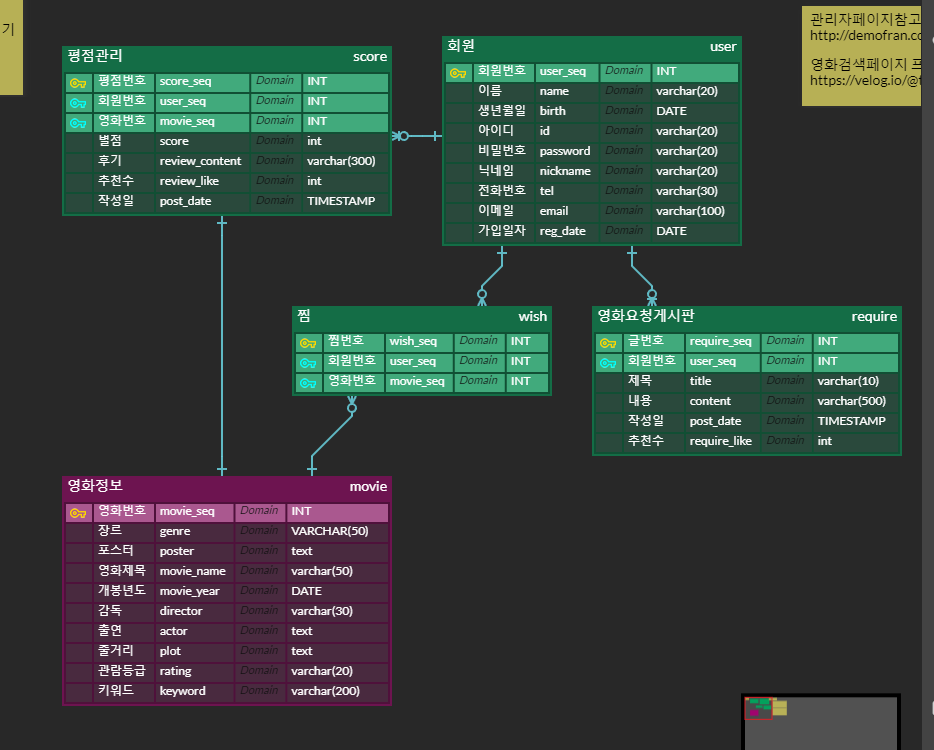 기
관리자페이지참고
http://demofran.co
영화검색페이지 프
https://velog.io/@t
평점관리 score
평점번호 score_seq Domain INT
회원번호 user_seq Domain INT
영화번호 movie_seq Domain INT
별점 score Domain int
후기 review_content Domain varchar(300)
추천수 review_like Domain int
작성일 post_date Domain TIMESTAMP
회원 user
회원번호 user_seq Domain INT
이름 name Domain varchar(20)
생년월일 birth Domain DATE
아이디 id Domain varchar(20)
비밀번호 password Domain varchar(20)
닉네임 nickname Domain varchar(20)
전화번호 tel Domain varchar(30)
이메일 email Domain varchar(100)
가입일자 reg_date Domain DATE
찜 wish
찜번호 wish_seq Domain INT
회원번호 user_seq Domain INT
영화번호 movie_seq Domain INT
영화요청게시판 require
글번호 require_seq Domain INT
회원번호 user_seq Domain INT
제목 title Domain varchar(10)
내용 content Domain varchar(500)
작성일 post_date Domain TIMESTAMP
추천수 require_like Domain int
영화정보 movie
영화번호 movie_seq Domain INT
장르 genre Domain VARCHAR(50)
포스터 poster Domain text
영화제목 movie_name Domain varchar(50)
개봉년도 movie_year Domain DATE
감독 director Domain varchar(30)
출연 actor Domain text
줄거리 plot Domain text
관람등급 rating Domain varchar(20)
키워드 keyword Domain varchar(200)